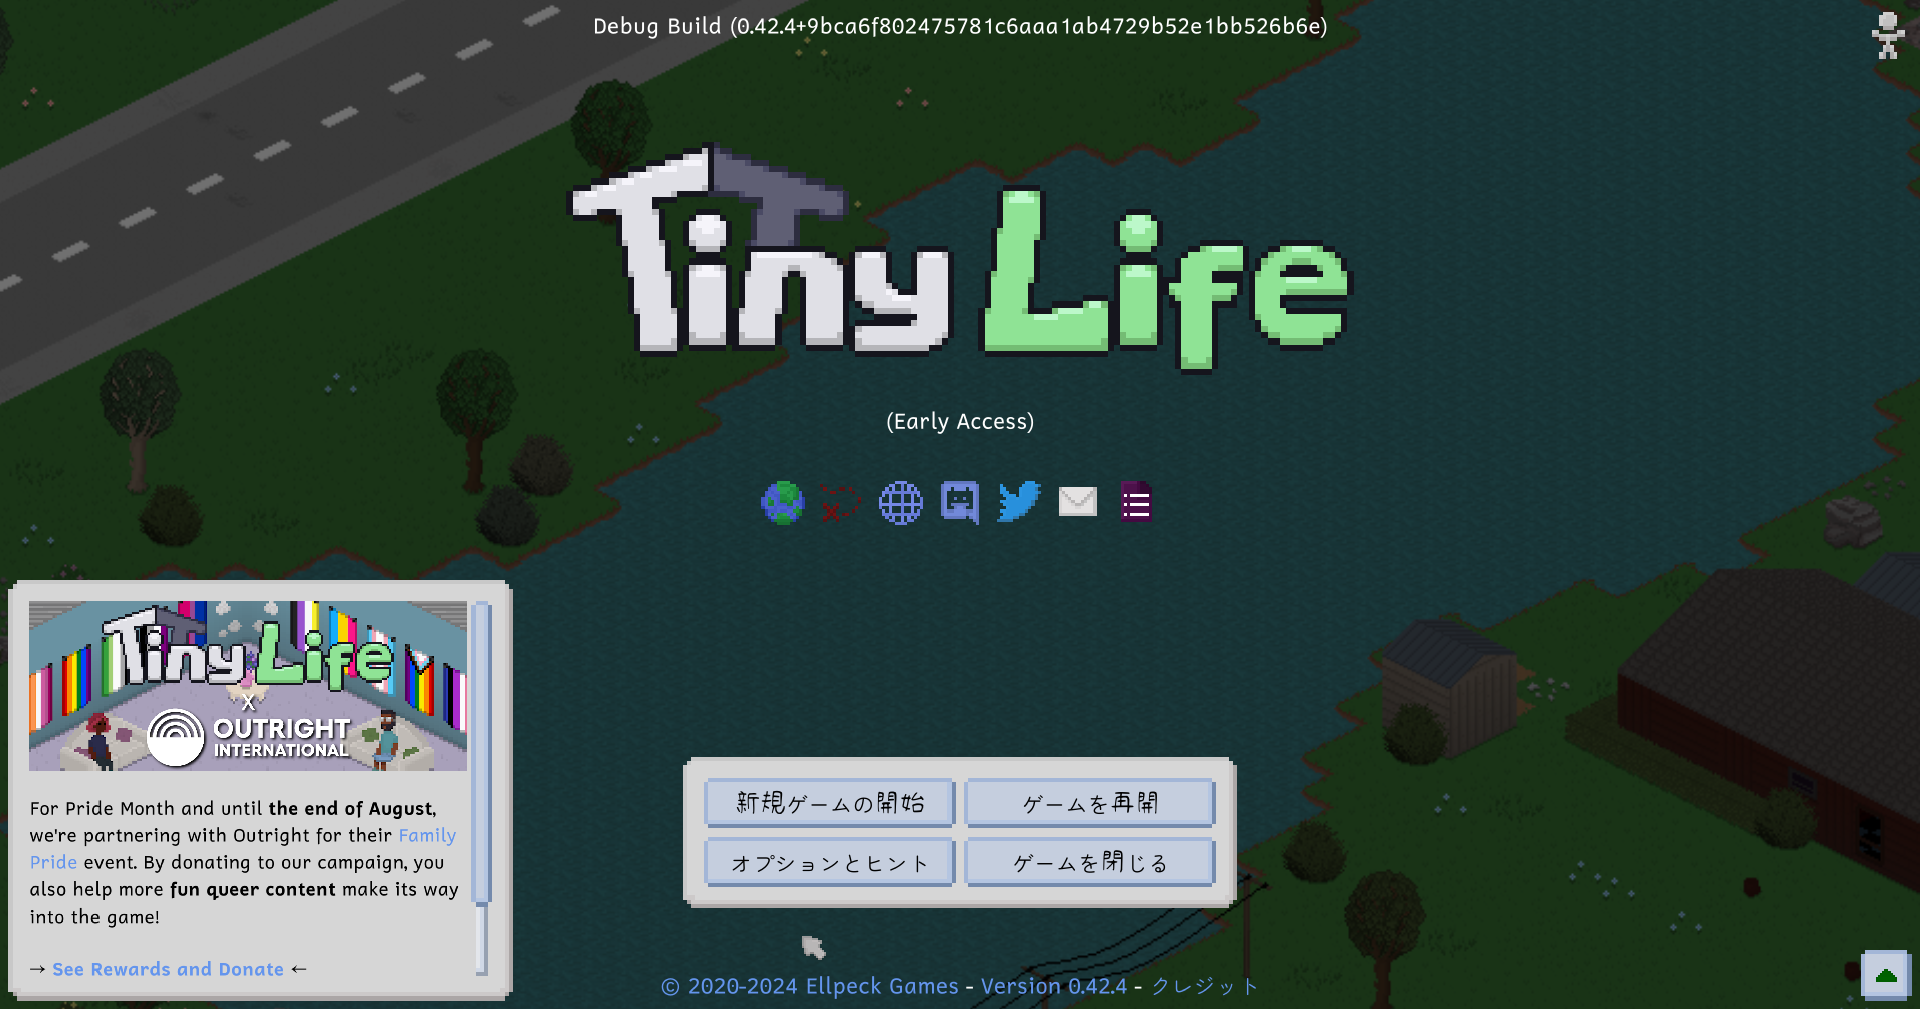 Debug Build (0.42.4+9bca6f802475781c6aaa1ab4729b52e1bb526b6e)
Tiny Life
(Early Access)
Tiny Life
X
OUTRIGHT
INTERNATIONAL
For Pride Month and until the end of August,
we're partnering with Outright for their Family
Pride event. By donating to our campaign, you
also help more fun queer content make its way
into the game!
→ See Rewards and Donate ←
新規ゲームの開始
ゲームを再開
オプションとヒント
ゲームを閉じる
© 2020-2024 Ellpeck Games - Version 0.42.4 - クレジット